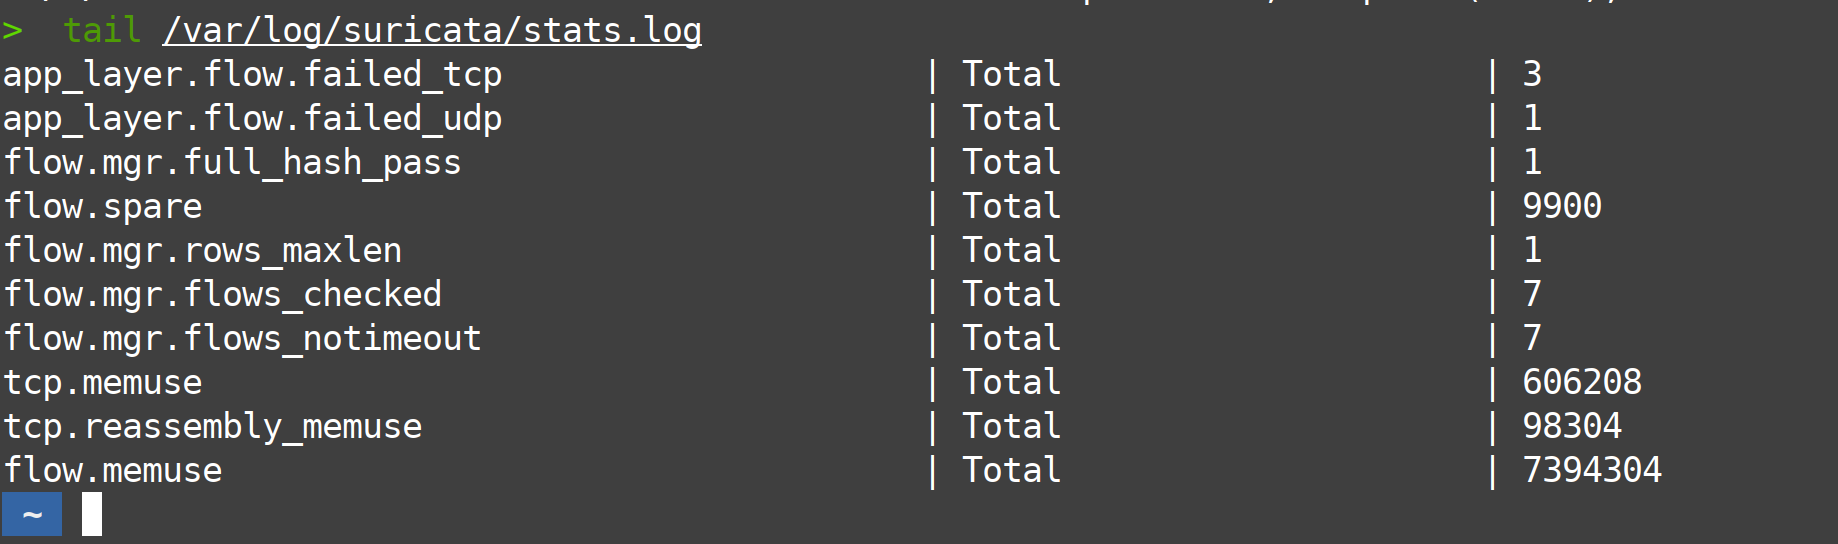 > tail /var/log/suricata/stats.log
app_layer.flow.failed_tcp | Total | 3
app_layer.flow.failed_udp | Total | 1
flow.mgr.full_hash_pass | Total | 1
flow.spare | Total | 9900
flow.mgr.rows_maxlen | Total | 1
flow.mgr.flows_checked | Total | 7
flow.mgr.flows_notimeout | Total | 7
tcp.memuse | Total | 606208
tcp.reassembly_memuse | Total | 98304
flow.memuse | Total | 7394304
~